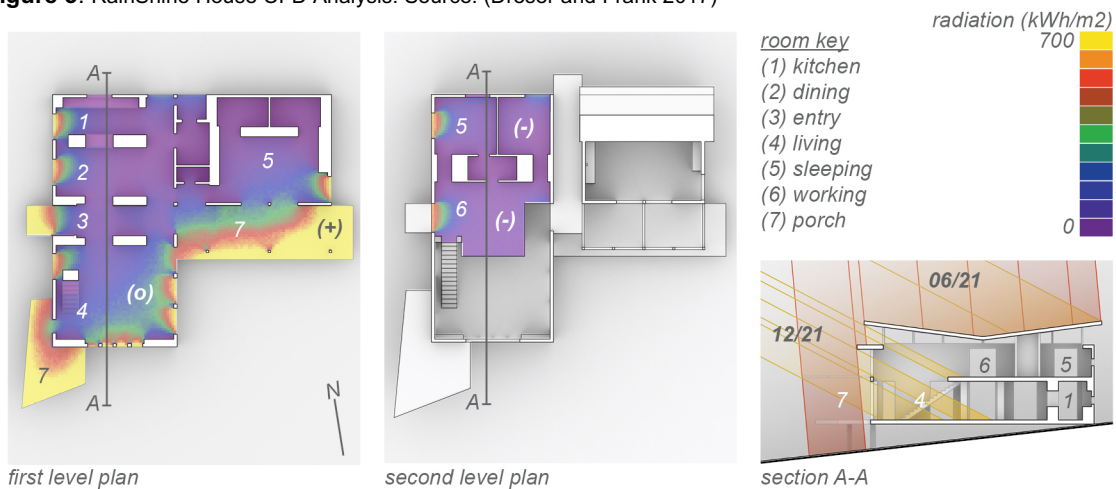 Figure RainShine House Analysis. Source: and Frank 2017)
radiation (kWh/m2)
700
0
room key
(1) kitchen
(2) dining
(3) entry
(4) living
(5) sleeping
(6) working
(7) porch
A
1
2
3
4
5
7
(+)
(o)
7
A
N
first level plan
A
5
(-)
6
(-)
A
second level plan
06/21
12/21
6
5
7
4
1
section A-A